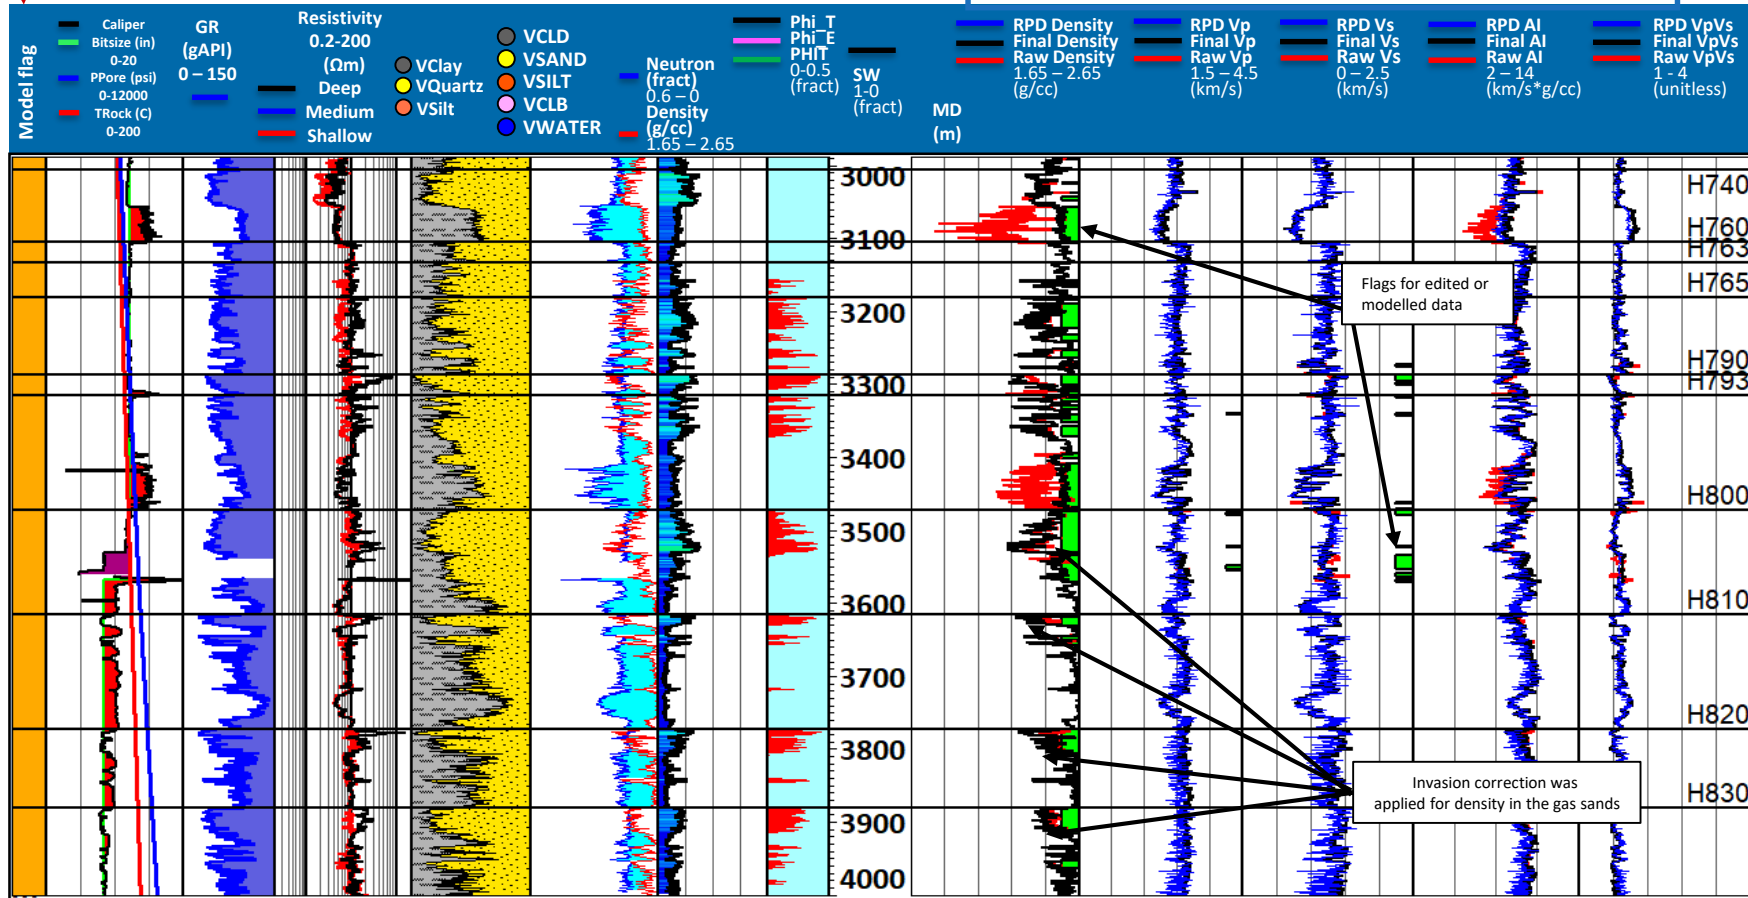 Model flag
Caliper
Bitsize (in)
0-20
PPore (psi)
0-12000
TRock (C)
0-200
GR
(gAPI)
0 – 150
Resistivity
0.2-200
(Ωm)
Deep
Medium
Shallow
VClay
VQuartz
VSilt
VCLD
VSAND
VSILT
VCLB
VWATER
Neutron
(fract)
0.6 – 0
Density
(g/cc)
1.65 – 2.65
Phi_T
Phi_E
PHIT
0-0.5
(fract)
SW
1-0
(fract)
MD
(m)
RPD Density
Final Density
Raw Density
1.65 – 2.65
(g/cc)
RPD Vp
Final Vp
Raw Vp
1.5 – 4.5
(km/s)
RPD Vs
Final Vs
Raw Vs
0 – 2.5
(km/s)
RPD AI
Final AI
Raw AI
2 – 14
(km/s*g/cc)
RPD VpVs
Final VpVs
Raw VpVs
1 - 4
(unitless)
3000
3100
3200
3300
3400
3500
3600
3700
3800
3900
4000
H740
H760
H763
H765
H790
H793
H800
H810
H820
H830
Flags for edited or
modelled data
Invasion correction was
applied for density in the gas sands